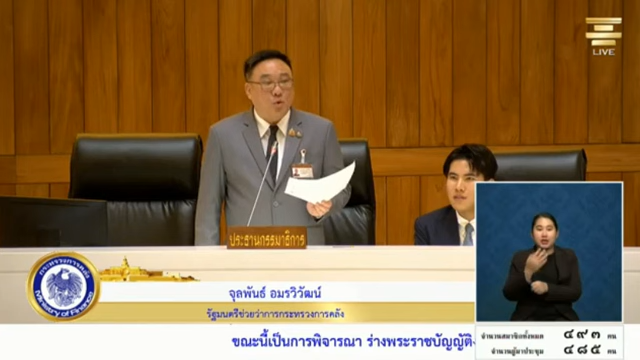 LIVE
ประธานกรรมาธิการ
กระทรวงการคลัง
Ministry of Finance
จุลพันธ์ อมรวิวัฒน์
รัฐมนตรีช่วยว่าการกระทรวงการคลัง
ขณะนี้เป็นการพิจารณา ร่างพระราชบัญญัติง
จำนวนสมาชิกทั้งหมด ๔๙๓ คน
จำนวนผู้มาประชุม ๔๘๕ คน